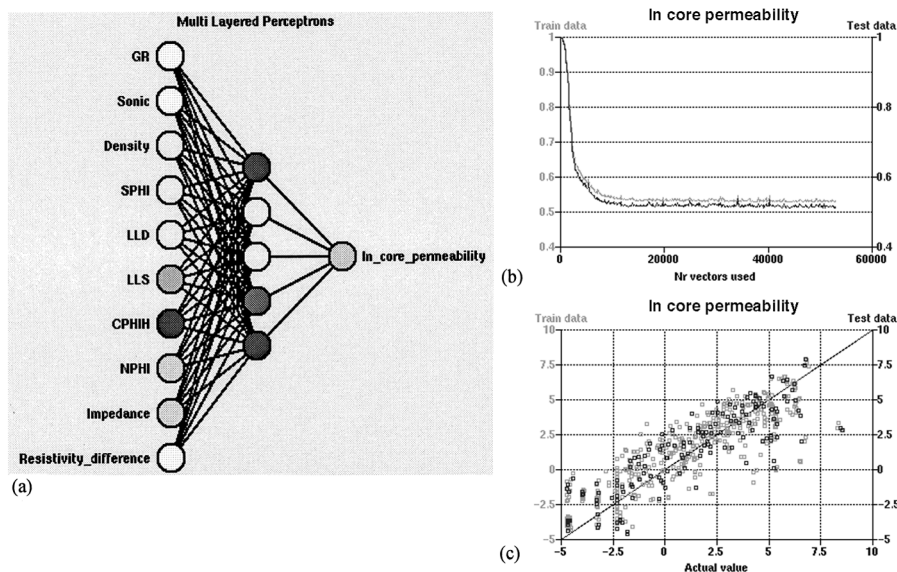 Multi Layered Perceptrons
GR
Sonic
Density
SPHI
LLD
LLS
CPHIH
NPHI
Impedance
Resistivity_difference
In_core_permeability
(a)
In core permeability
Train data
Test data
1
0.9
0.8
0.7
0.6
0.5
0.4
1
0.8
0.6
0.4
0
20000
40000
60000
Nr vectors used
(b)
In core permeability
Train data
Test data
10
7.5
5
2.5
0
-2.5
-5
10
7.5
5
2.5
0
-2.5
-5
-5
-2.5
0
2.5
5
7.5
10
Actual value
(c)